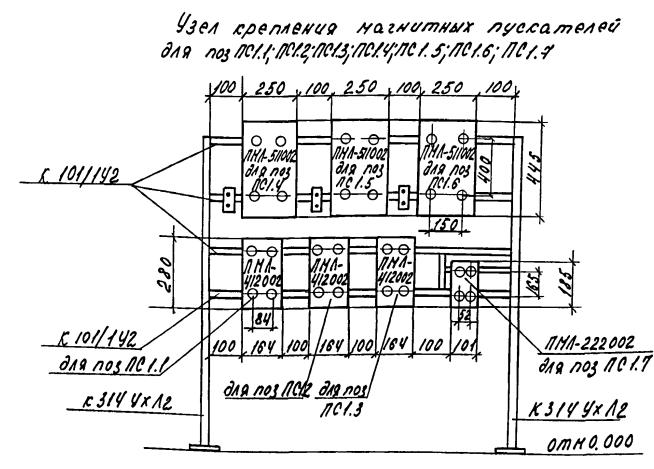 Узел крепления магнитных пускателей
для поз ПС1.1; ПС1.2; ПС1.3; ПС1.4; ПС1.5; ПС1.6; ПС1.7
100 250 100 250 100 250 100
ПМЛ-511002
для поз
ПС1.4
ПМЛ-511002
для поз
ПС1.5
ПМЛ-511002
для поз
ПС1.6
400
445
150
К 101/1У2
280
ПМЛ-
412002
ПМЛ-
412002
ПМЛ-
412002
84
165
185
52
К 101/1У2
для поз ПС1.1
100 164 100 164 100 164 100 101
ПМЛ-222002
для поз ПС1.7
для поз ПС1.2
для поз
ПС1.3
К 314 УхЛ2
К 314 УхЛ2
отм 0.000